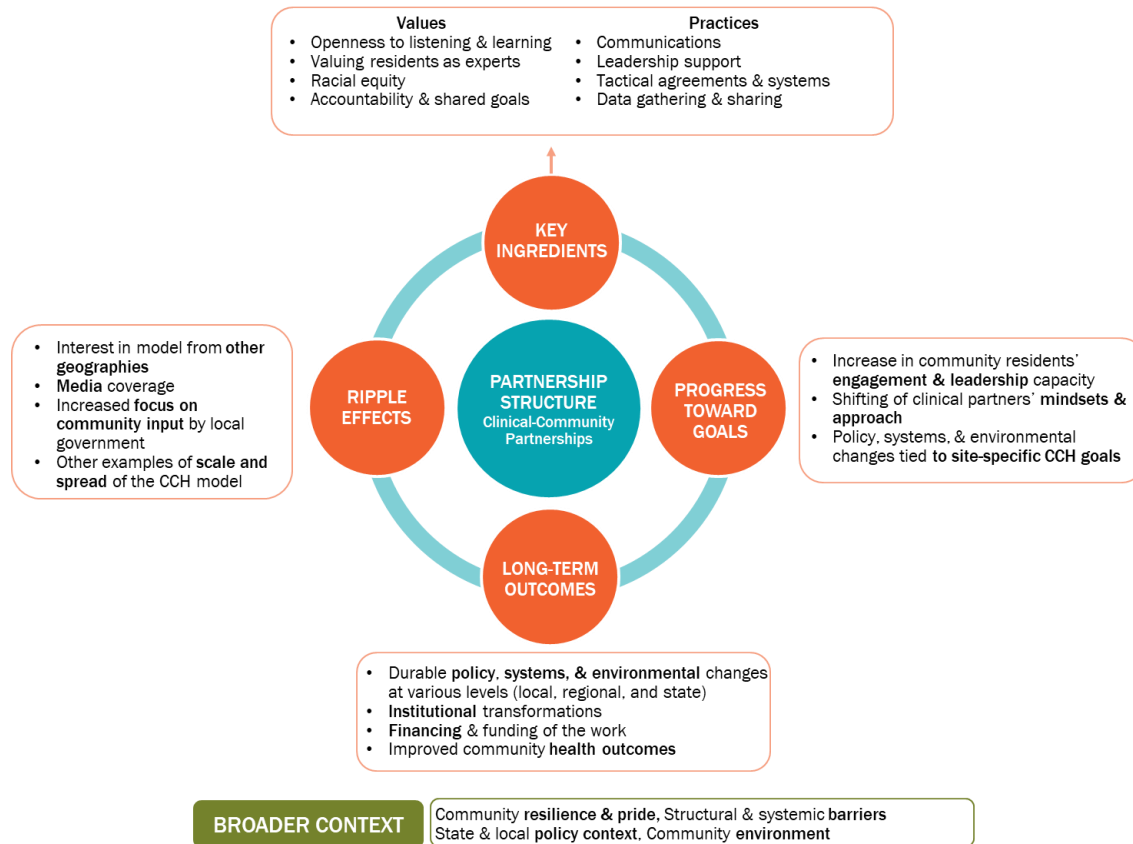 Values
• Openness to listening & learning
• Valuing residents as experts
• Racial equity
• Accountability & shared goals
Practices
• Communications
• Leadership support
• Tactical agreements & systems
• Data gathering & sharing
KEY
INGREDIENTS
• Interest in model from other
geographies
• Media coverage
• Increased focus on
community input by local
government
• Other examples of scale and
spread of the CCH model
RIPPLE
EFFECTS
PARTNERSHIP
STRUCTURE
Clinical-Community
Partnerships
PROGRESS
TOWARD
GOALS
• Increase in community residents'
engagement & leadership capacity
• Shifting of clinical partners' mindsets &
approach
• Policy, systems, & environmental
changes tied to site-specific CCH goals
LONG-TERM
OUTCOMES
• Durable policy, systems, & environmental changes
at various levels (local, regional, and state)
• Institutional transformations
• Financing & funding of the work
• Improved community health outcomes
BROADER CONTEXT
Community resilience & pride, Structural & systemic barriers
State & local policy context, Community environment